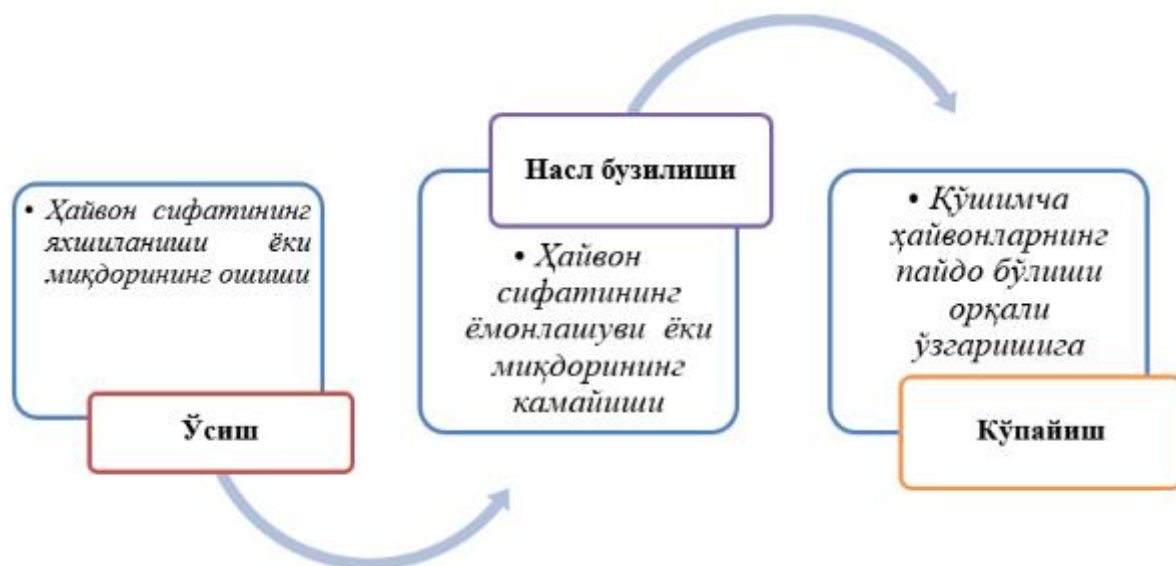 • Ҳайвон сифатининг
яхшиланиши ёки
миқдорининг ошиши
Ўсиш
Насл бузилиши
• Ҳайвон
сифатининг
ёмонлашуви ёки
миқдорининг
камайиши
• Қўшимча
ҳайвонларнинг
пайдо бўлиши
орқали
ўзгаришига
Кўпайиш